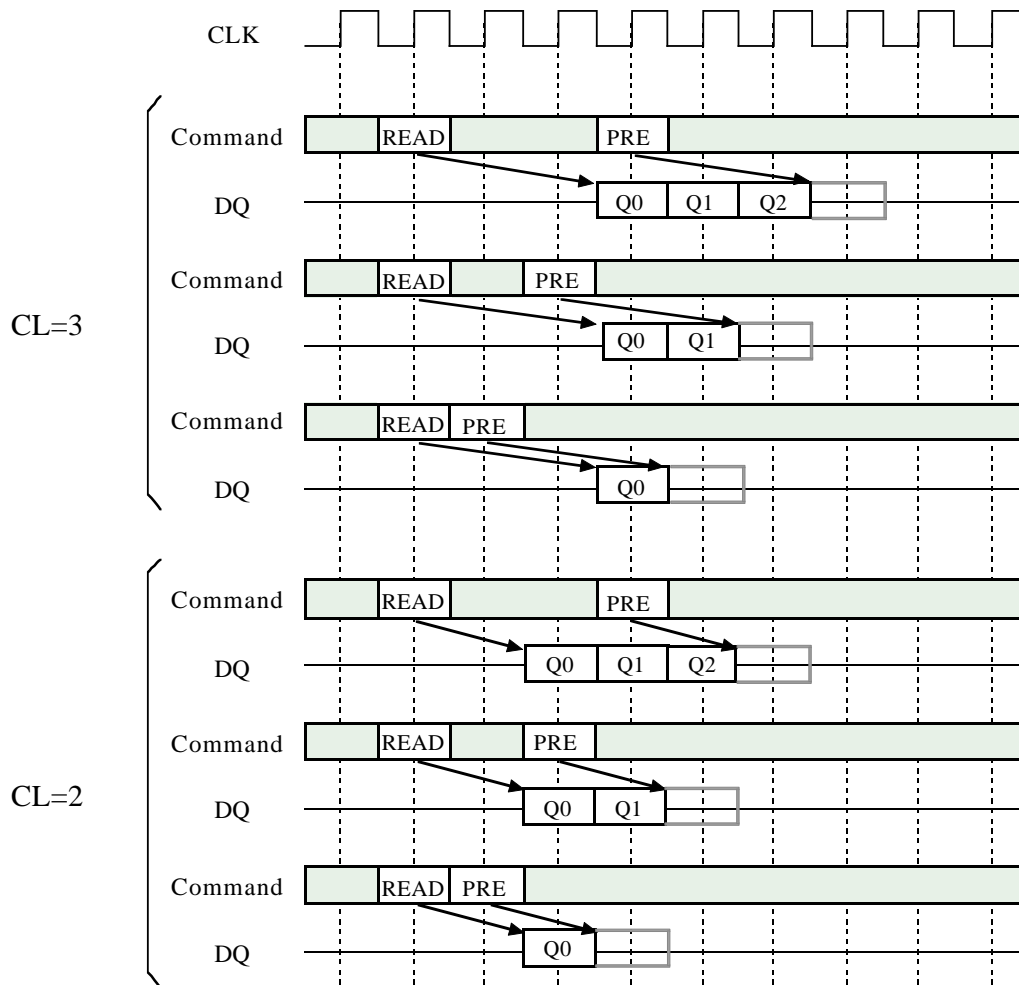 CLK
Command READ PRE
DQ Q0 Q1 Q2
Command READ PRE
CL=3
DQ Q0 Q1
Command READ PRE
DQ Q0
Command READ PRE
DQ Q0 Q1 Q2
Command READ PRE
CL=2
DQ Q0 Q1
Command READ PRE
DQ Q0